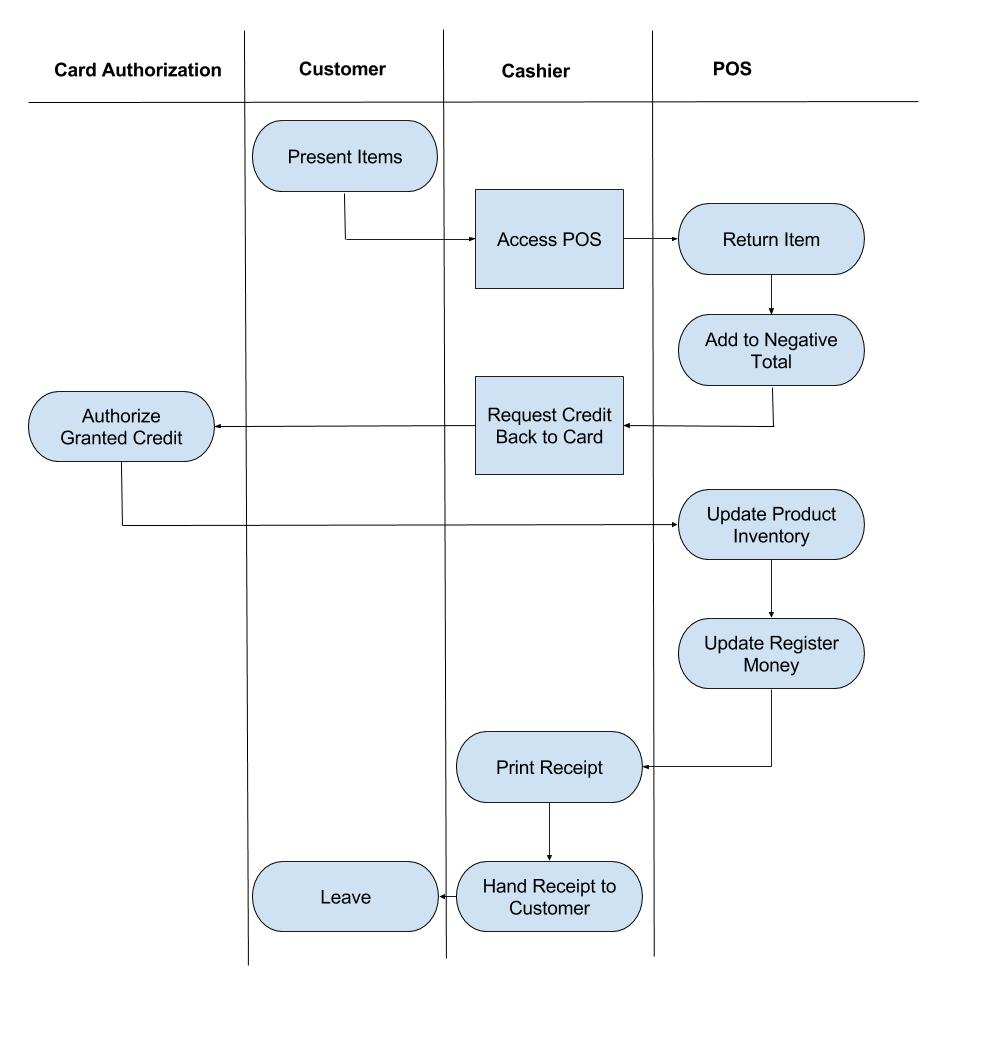 Card Authorization
Customer
Cashier
POS
Present Items
Access POS
Return Item
Add to Negative
Total
Request Credit
Back to Card
Authorize
Granted Credit
Update Product
Inventory
Update Register
Money
Print Receipt
Hand Receipt to
Customer
Leave